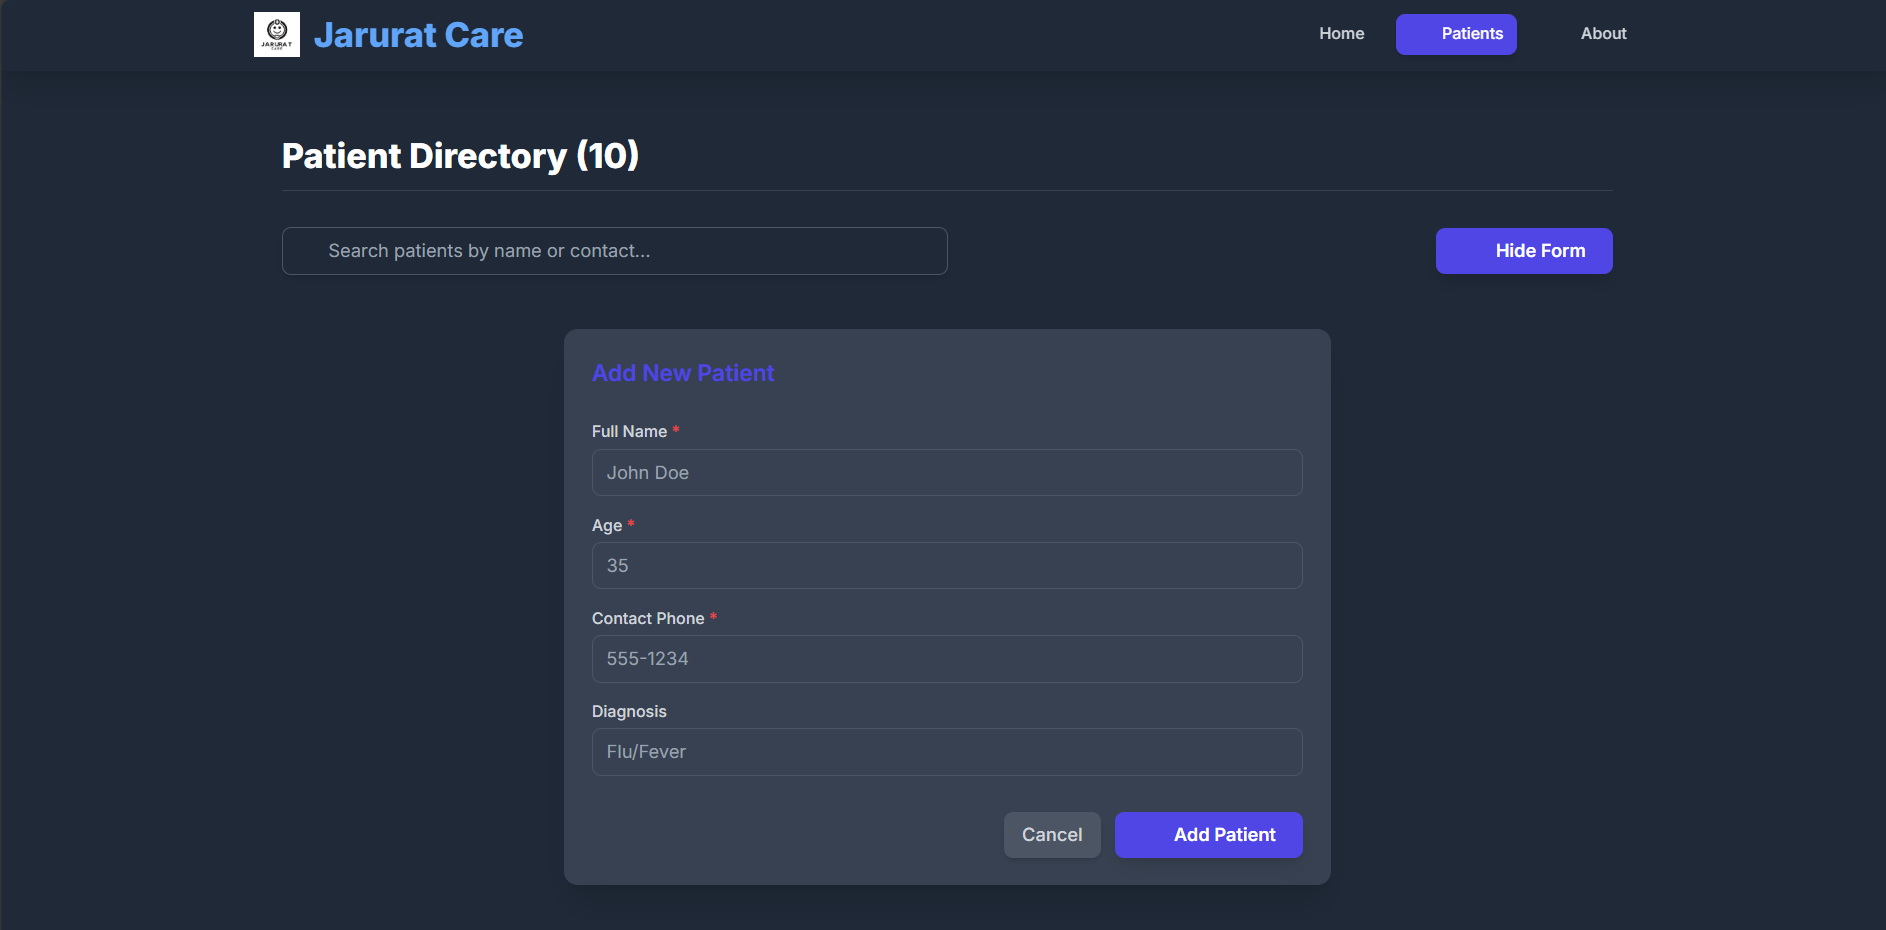 JARURAT
CARE
Jarurat Care
Home
Patients
About
Patient Directory (10)
Search patients by name or contact...
Hide Form
Add New Patient
Full Name *
John Doe
Age *
35
Contact Phone *
555-1234
Diagnosis
Flu/Fever
Cancel
Add Patient